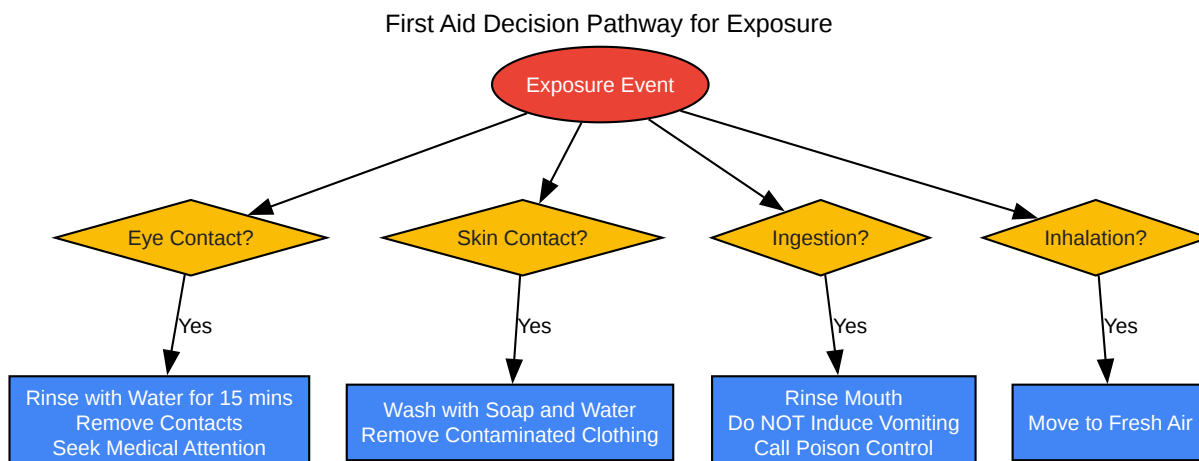 First Aid Decision Pathway for Exposure
Exposure Event
Eye Contact?
Skin Contact?
Ingestion?
Inhalation?
Yes
Yes
Yes
Yes
Rinse with Water for 15 mins
Remove Contacts
Seek Medical Attention
Wash with Soap and Water
Remove Contaminated Clothing
Rinse Mouth
Do NOT Induce Vomiting
Call Poison Control
Move to Fresh Air